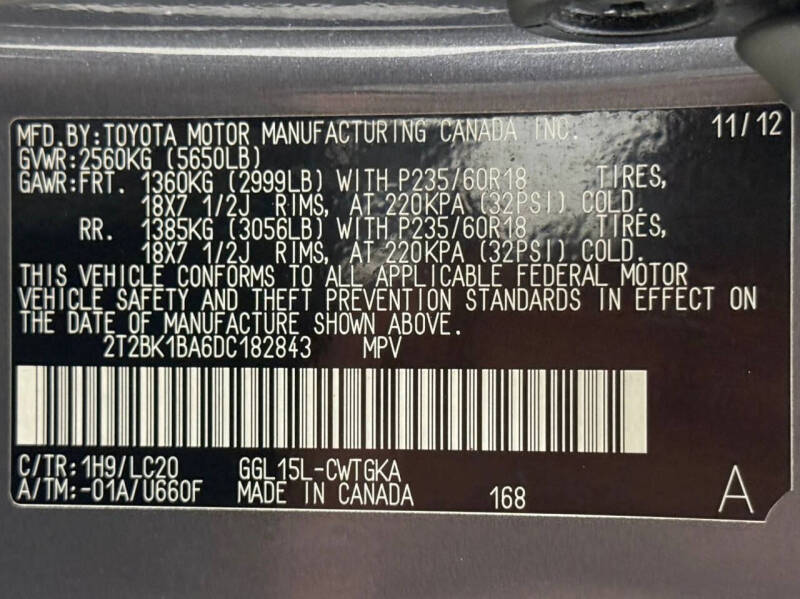 MFD.BY:TOYOTA MOTOR MANUFACTURING CANADA INC. 11/12
GVWR:2560KG (5650LB)
GAWR:FRT. 1360KG (2999LB) WITH P235/60R18 TIRES,
18X7 1/2J RIMS, AT 220KPA (32PSI) COLD.
RR. 1385KG (3056LB) WITH P235/60R18 TIRES,
18X7 1/2J RIMS, AT 220KPA (32PSI) COLD.
THIS VEHICLE CONFORMS TO ALL APPLICABLE FEDERAL MOTOR
VEHICLE SAFETY AND THEFT PREVENTION STANDARDS IN EFFECT ON
THE DATE OF MANUFACTURE SHOWN ABOVE.
2T2BK1BA6DC182843 MPV
C/TR:1H9/LC20 GGL15L-CWTGKA
A/TM:-01A/U660F MADE IN CANADA 168 A